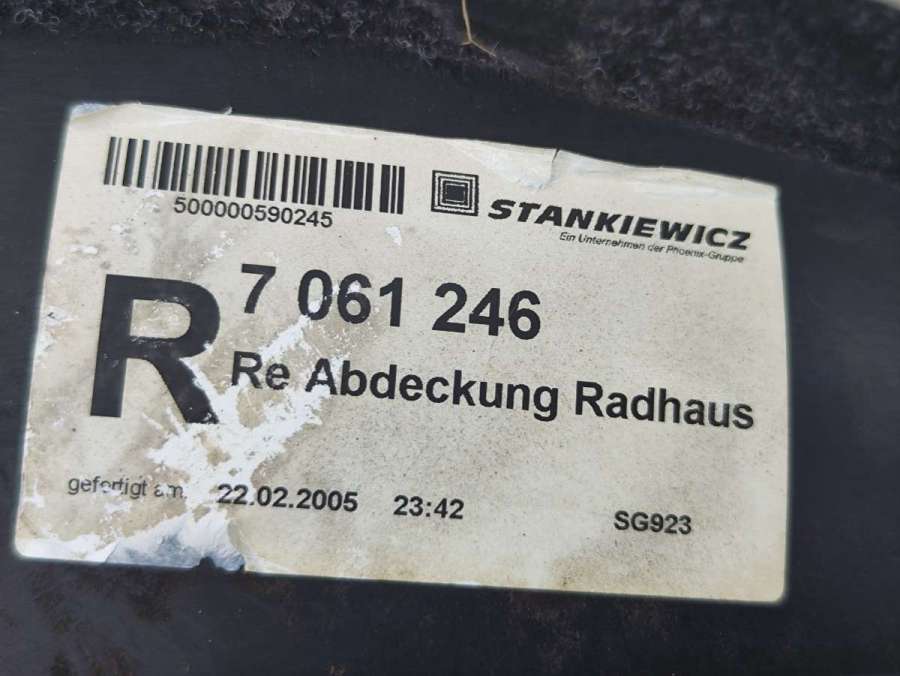 500000590245
STANKIEWICZ
Ein Unternehmen der Phoenix-Gruppe
R
7 061 246
Re Abdeckung Radhaus
gefertigt am 22.02.2005 23:42
SG923